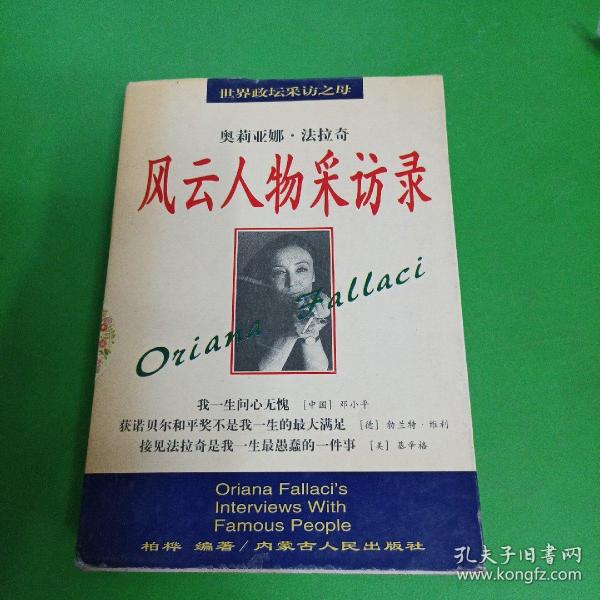 世界政坛采访之母
奥莉亚娜·法拉奇
风云人物采访录
Oriana Fallaci
我一生问心无愧 [中国] 邓小平
获诺贝尔和平奖不是我一生的最大满足 [德] 勃兰特·维利
接见法拉奇是我一生最愚蠢的一件事 [美] 基辛格
Oriana Fallaci's
Interviews With
Famous People
柏桦 编著/内蒙古人民出版社
孔夫子旧书网
www.kongfz.com